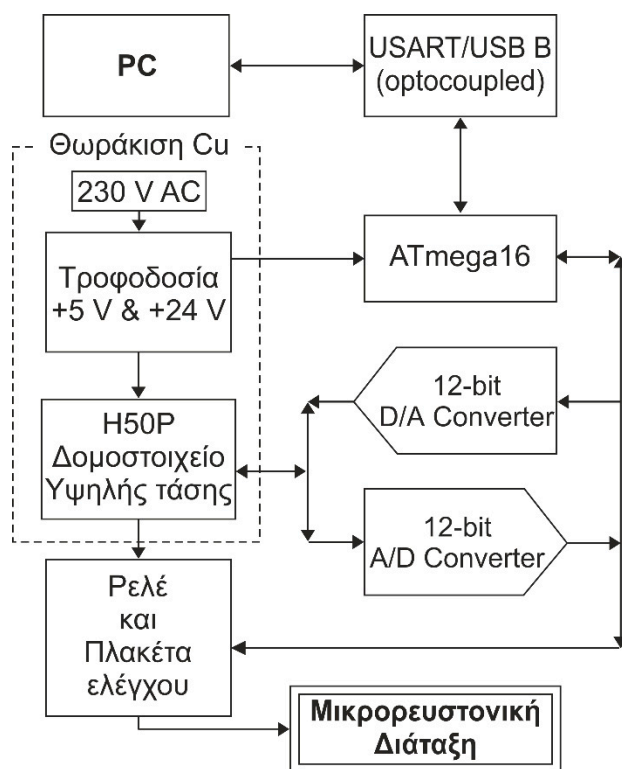 PC
USART/USB B
(optocoupled)
Θωράκιση Cu
230 V AC
Τροφοδοσία
+5 V & +24 V
ATmega16
12-bit
D/A Converter
H50P
Δομοστοιχείο
Υψηλής τάσης
12-bit
A/D Converter
Ρελέ
και
Πλακέτα
ελέγχου
Μικρορευστονική
Διάταξη